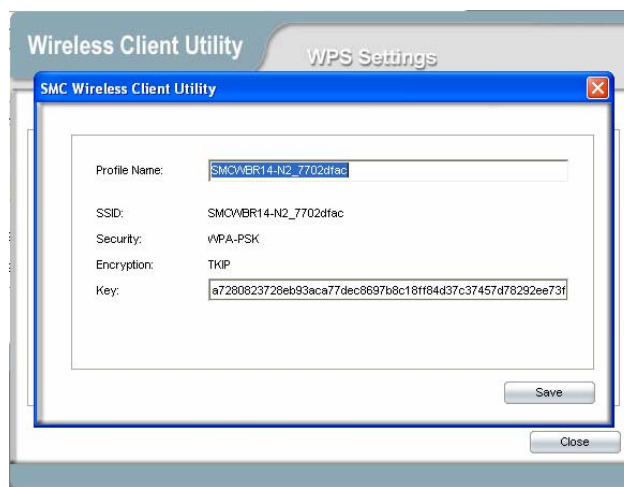 Wireless Client Utility
WPS Settings
SMC Wireless Client Utility
Profile Name: SMCWBR14-N2_7702dfac
SSID: SMCWBR14-N2_7702dfac
Security: WPA-PSK
Encryption: TKIP
Key: a7280823728eb93aca77dec8697b8c18ff84d37c37457d78292ee73f
Save
Close